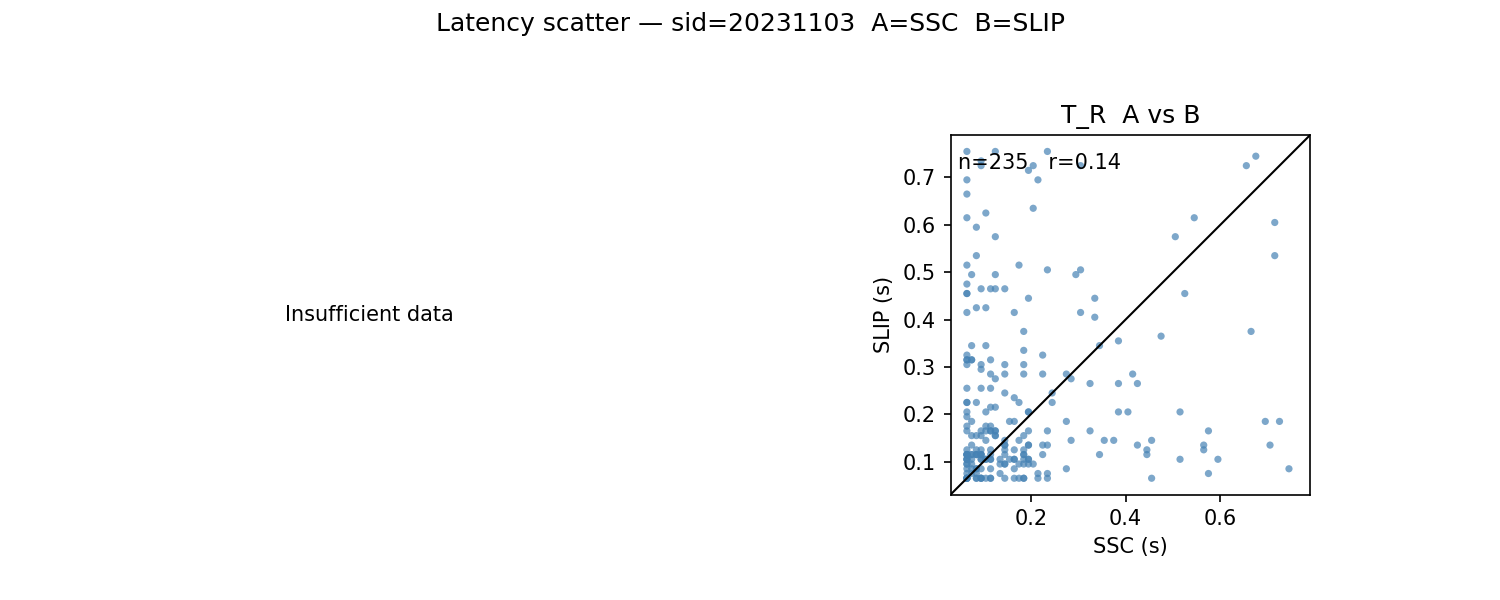 Latency scatter — sid=20231103  A=SSC  B=SLIP
Insufficient data
T_R  A vs B
n=235   r=0.14
0.7
0.6
0.5
0.4
0.3
0.2
0.1
SLIP (s)
0.2
0.4
0.6
SSC (s)